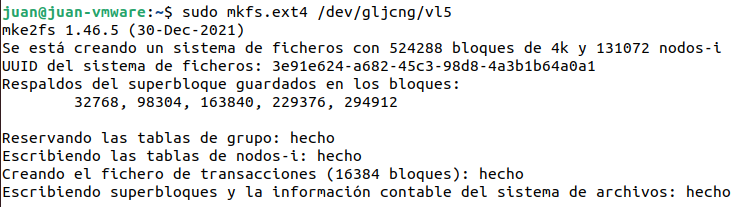 juan@juan-vmware:~$ sudo mkfs.ext4 /dev/gljcng/vl5
mke2fs 1.46.5 (30-Dec-2021)
Se está creando un sistema de ficheros con 524288 bloques de 4k y 131072 nodos-i
UUID del sistema de ficheros: 3e91e624-a682-45c3-98d8-4a3b1b64a0a1
Respaldos del superbloque guardados en los bloques:
        32768, 98304, 163840, 229376, 294912
Reservando las tablas de grupo: hecho
Escribiendo las tablas de nodos-i: hecho
Creando el fichero de transacciones (16384 bloques): hecho
Escribiendo superbloques y la información contable del sistema de archivos: hecho